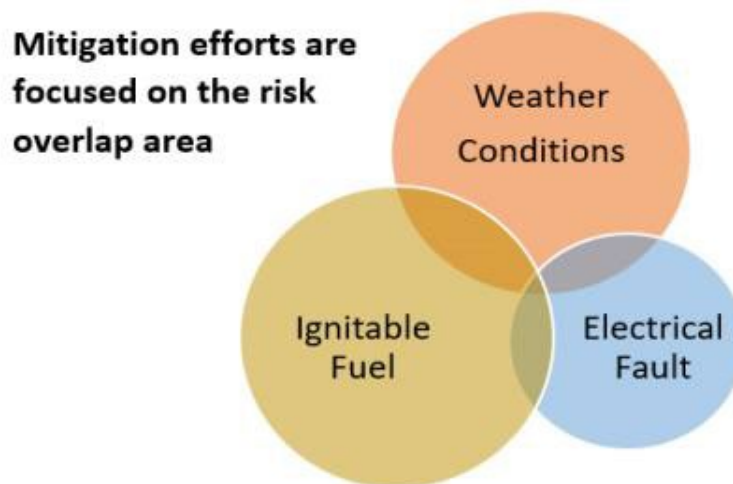 Mitigation efforts are
focused on the risk
overlap area
Weather
Conditions
Ignitable
Fuel
Electrical
Fault